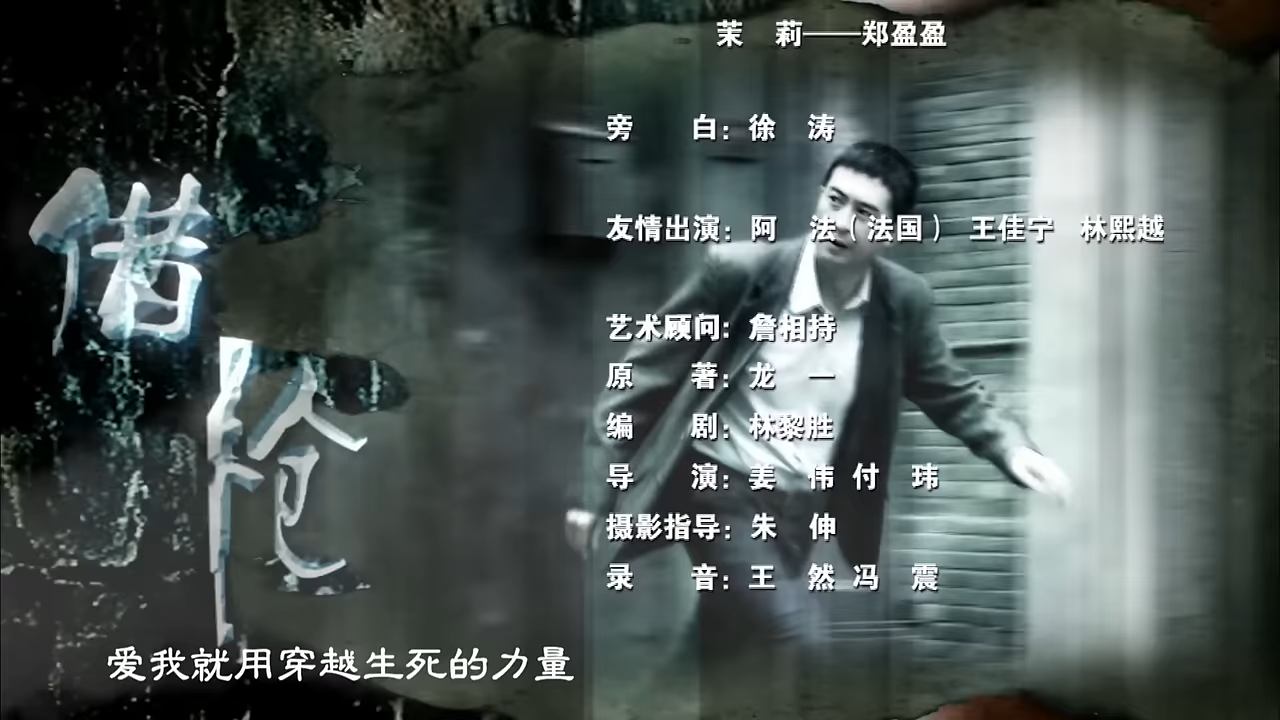 茉　莉——郑盈盈
旁　　白：徐　涛
友情出演：阿　法（法国）　王佳宁　林熙越
艺术顾问：詹相持
原　　著：龙　一
编　　剧：林黎胜
导　　演：姜　伟 付　玮
摄影指导：朱　伸
录　　音：王　然 冯　震
借枪
爱我就用穿越生死的力量